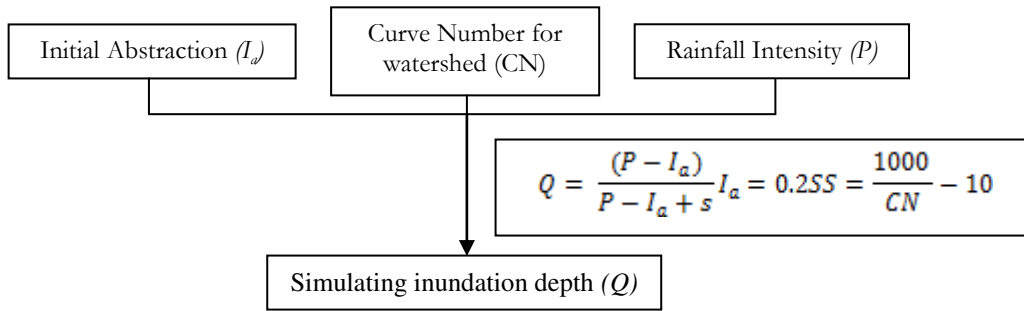 Initial Abstraction (Iₐ)
Curve Number for
watershed (CN)
Rainfall Intensity (P)
Q = (P − Iₐ) / (P − Iₐ + s) Iₐ = 0.2SS = 1000 / CN − 10
Simulating inundation depth (Q)